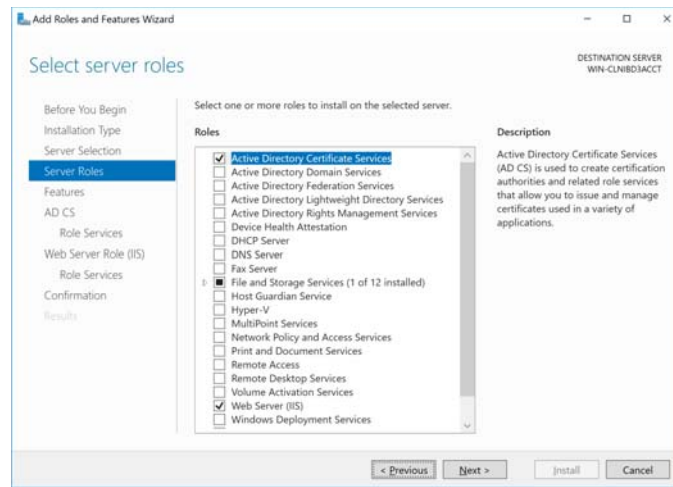 Add Roles and Features Wizard
Select server roles
DESTINATION SERVER
WIN-CLNIBD3ACCT
Before You Begin
Installation Type
Server Selection
Server Roles
Features
AD CS
Role Services
Web Server Role (IIS)
Role Services
Confirmation
Results
Select one or more roles to install on the selected server.
Roles
Active Directory Certificate Services
Active Directory Domain Services
Active Directory Federation Services
Active Directory Lightweight Directory Services
Active Directory Rights Management Services
Device Health Attestation
DHCP Server
DNS Server
Fax Server
File and Storage Services (1 of 12 installed)
Host Guardian Service
Hyper-V
MultiPoint Services
Network Policy and Access Services
Print and Document Services
Remote Access
Remote Desktop Services
Volume Activation Services
Web Server (IIS)
Windows Deployment Services
Description
Active Directory Certificate Services
(AD CS) is used to create certification
authorities and related role services
that allow you to issue and manage
certificates used in a variety of
applications.
< Previous
Next >
Install
Cancel